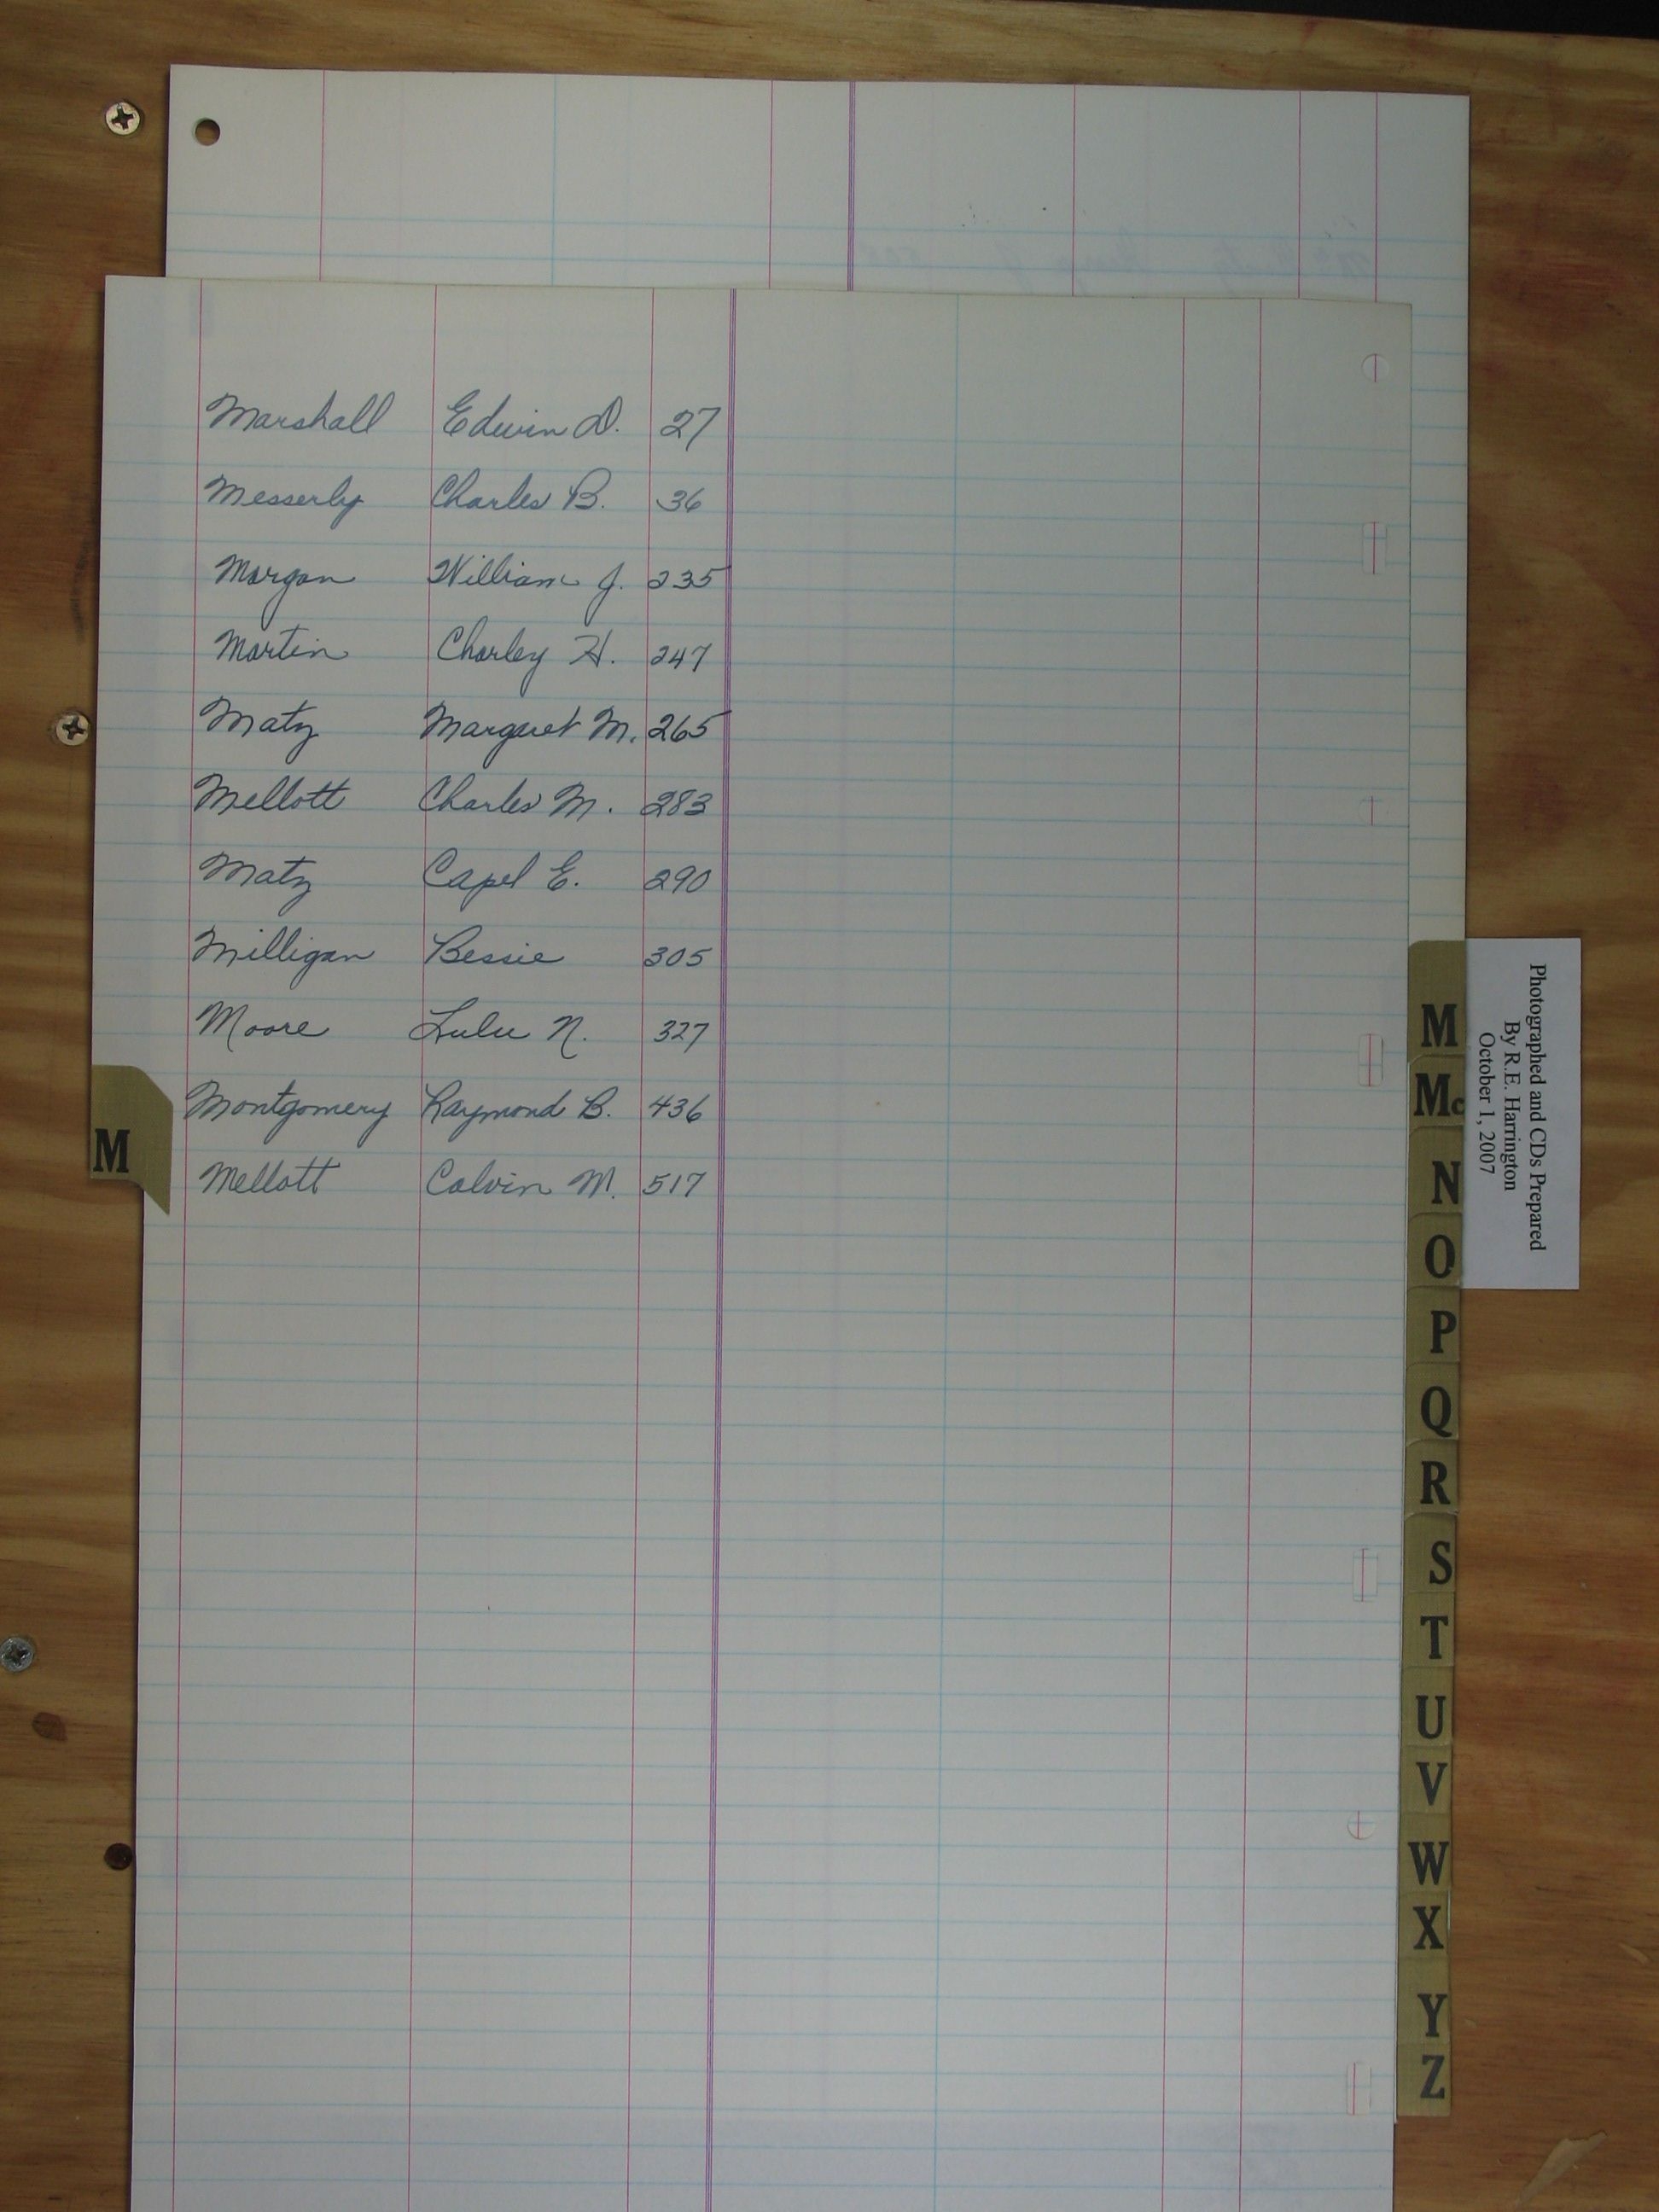 Marshall Edwin D. 27
Messerly Charles B. 36
Morgan William J. 235
Martin Charley H. 247
Matz Margaret M. 265
Mellott Charles M. 283
Matz Capel E. 290
Milligan Bessie 305
Moore Lulu N. 327
Montgomery Raymond B. 436
Mellott Calvin M. 517
M
M
Mc
N
O
P
Q
R
S
T
U
V
W
X
Y
Z
Photographed and CDs Prepared
By R.E. Harrington
October 1, 2007